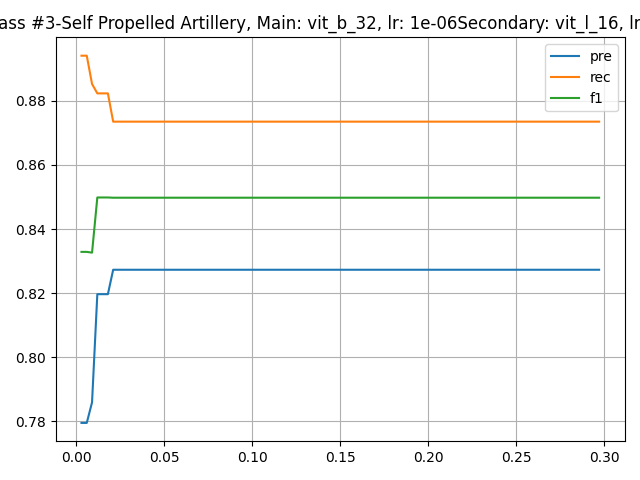 ass #3-Self Propelled Artillery, Main: vit_b_32, lr: 1e-06Secondary: vit_l_16, lr
pre
rec
f1
0.88
0.86
0.84
0.82
0.80
0.78
0.00 0.05 0.10 0.15 0.20 0.25 0.30